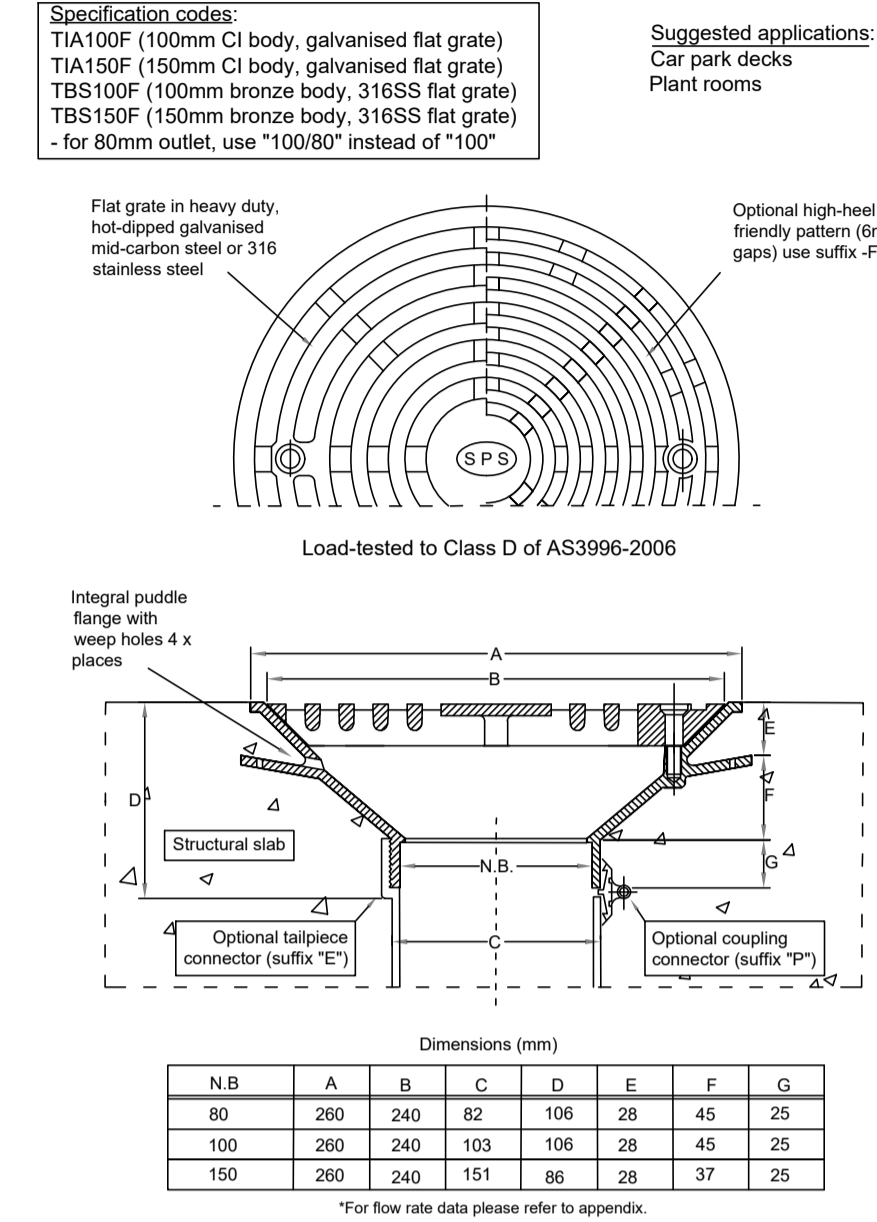 Specification codes:
TIA100F (100mm CI body, galvanised flat grate)
TIA150F (150mm CI body, galvanised flat grate)
TBS100F (100mm bronze body, 316SS flat grate)
TBS150F (150mm bronze body, 316SS flat grate)
- for 80mm outlet, use "100/80" instead of "100"
Suggested applications:
Car park decks
Plant rooms
Flat grate in heavy duty,
hot-dipped galvanised
mid-carbon steel or 316
stainless steel
Optional high-heel
friendly pattern (6
gaps) use suffix -F
SPS
Load-tested to Class D of AS3996-2006
Integral puddle
flange with
weep holes 4 x
places
A
B
E
F
D
G
Structural slab
N.B.
C
Optional tailpiece
connector (suffix "E")
Optional coupling
connector (suffix "P")
Dimensions (mm)
N.B A B C D E F G
80 260 240 82 106 28 45 25
100 260 240 103 106 28 45 25
150 260 240 151 86 28 37 25
*For flow rate data please refer to appendix.